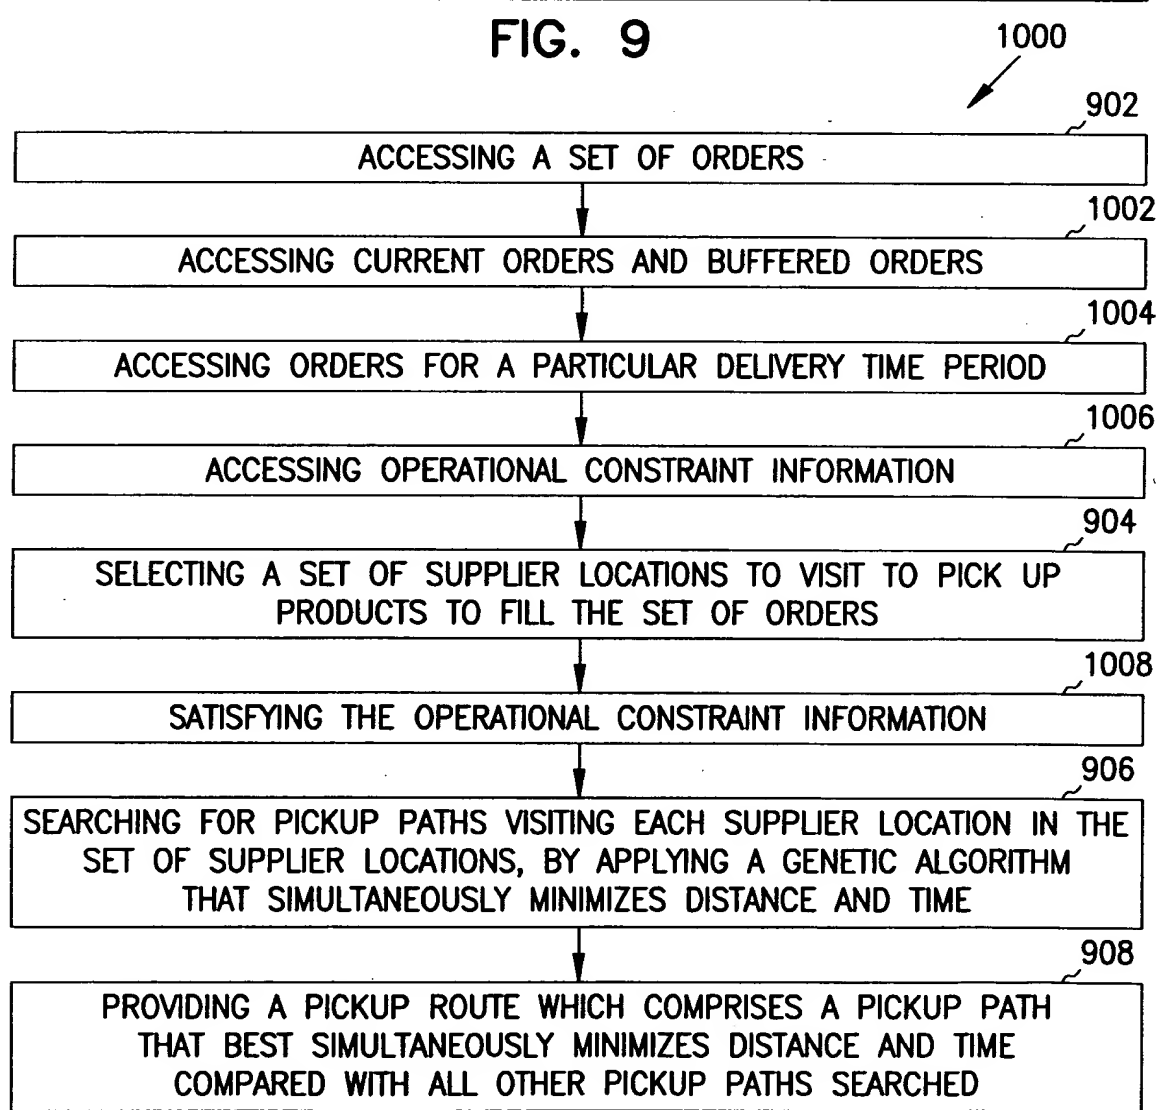 FIG. 9
1000
902
ACCESSING A SET OF ORDERS
1002
ACCESSING CURRENT ORDERS AND BUFFERED ORDERS
1004
ACCESSING ORDERS FOR A PARTICULAR DELIVERY TIME PERIOD
1006
ACCESSING OPERATIONAL CONSTRAINT INFORMATION
904
SELECTING A SET OF SUPPLIER LOCATIONS TO VISIT TO PICK UP
PRODUCTS TO FILL THE SET OF ORDERS
1008
SATISFYING THE OPERATIONAL CONSTRAINT INFORMATION
906
SEARCHING FOR PICKUP PATHS VISITING EACH SUPPLIER LOCATION IN THE
SET OF SUPPLIER LOCATIONS, BY APPLYING A GENETIC ALGORITHM
THAT SIMULTANEOUSLY MINIMIZES DISTANCE AND TIME
908
PROVIDING A PICKUP ROUTE WHICH COMPRISES A PICKUP PATH
THAT BEST SIMULTANEOUSLY MINIMIZES DISTANCE AND TIME
COMPARED WITH ALL OTHER PICKUP PATHS SEARCHED